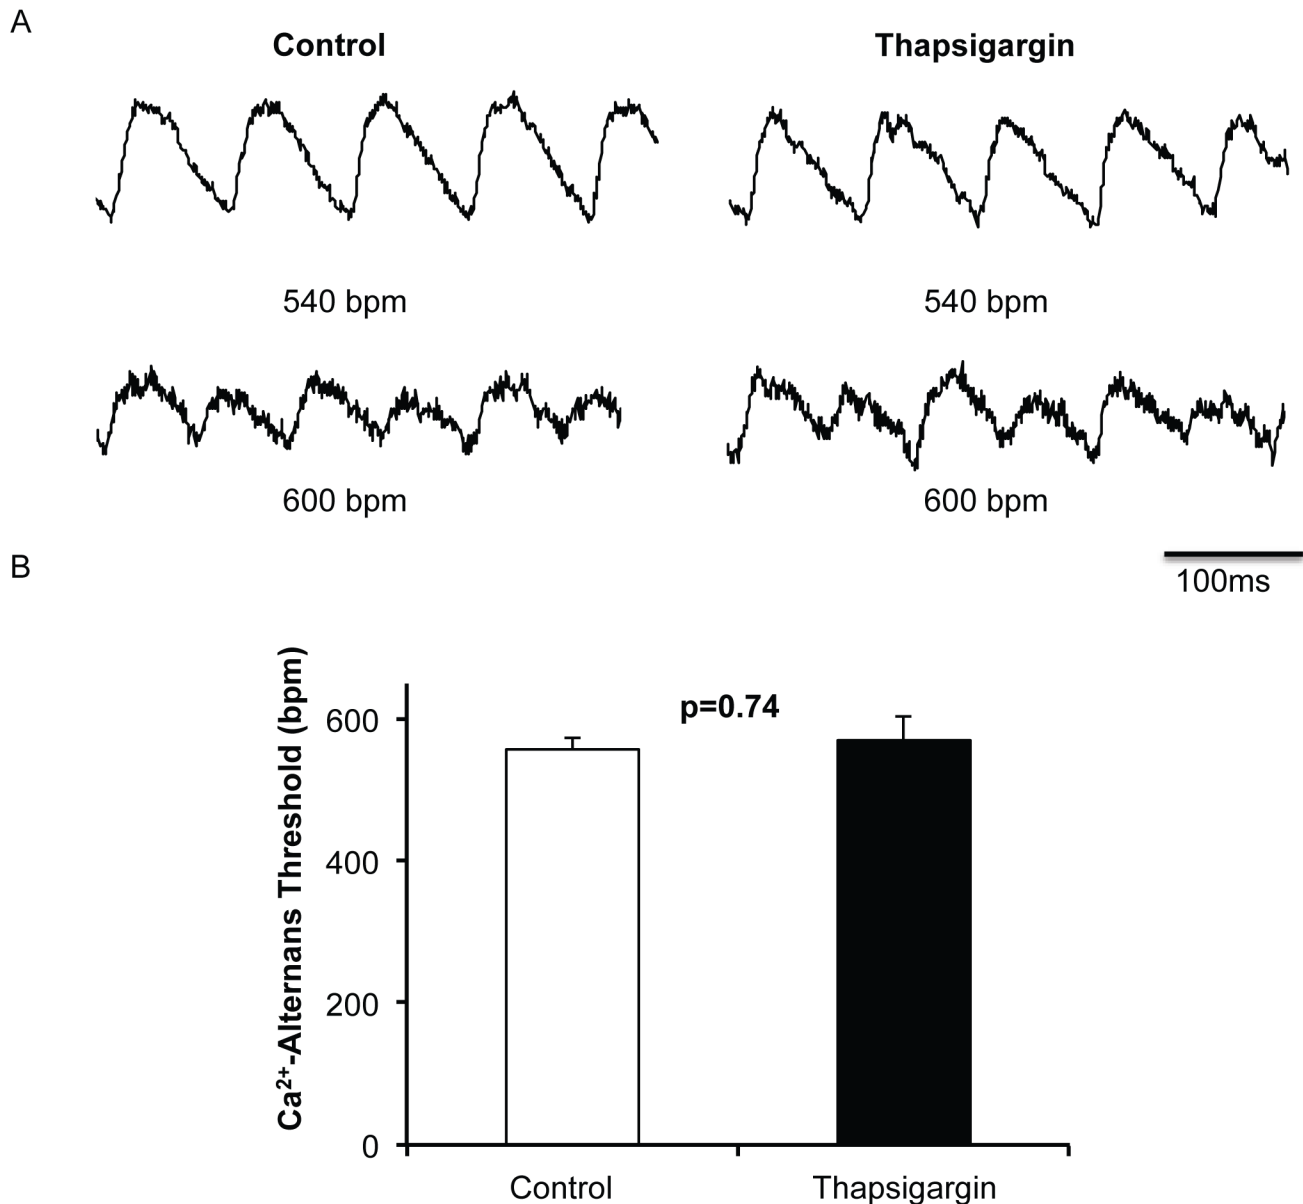 A
Control
Thapsigargin
540 bpm
540 bpm
600 bpm
600 bpm
100ms
B
Ca²⁺-Alternans Threshold (bpm)
p=0.74
600
400
200
0
Control
Thapsigargin